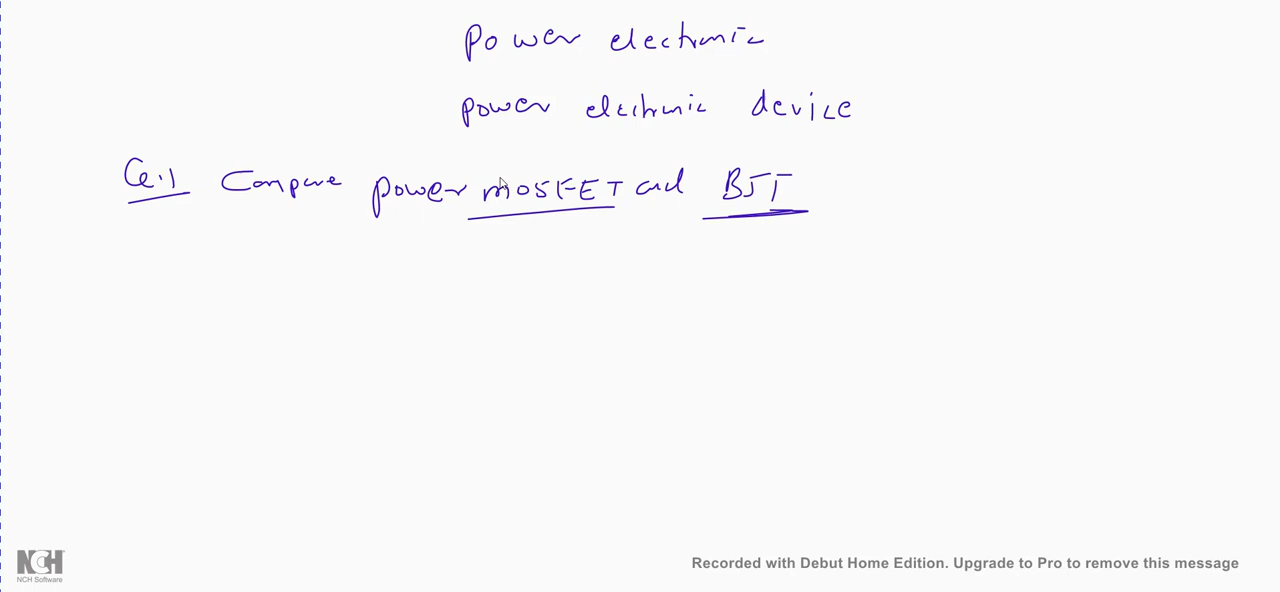 Power electronic
power electronic device
Q.1 Compare power MOSFET and BJT
NCH
NCH Software
Recorded with Debut Home Edition. Upgrade to Pro to remove this message